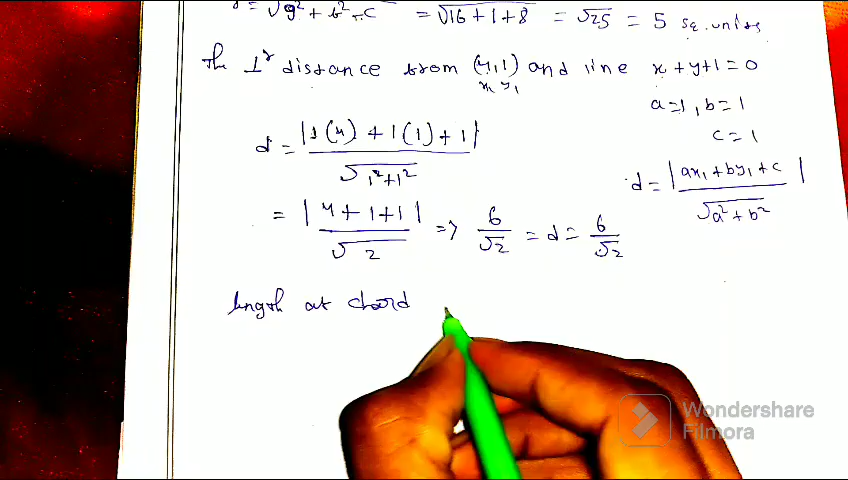 r = √g² + b² - c = √16 + 1 + 8 = √25 = 5 sq. units
The ⊥r distance from (4,1) and line x + y + 1 = 0
x₁ y₁
a = 1, b = 1
c = 1
d = |1(4) + 1(1) + 1| / √1² + 1²
d = |ax₁ + by₁ + c| / √a² + b²
= |4 + 1 + 1| / √2 => 6/√2 = d = 6/√2
length of chord
Wondershare
Filmora